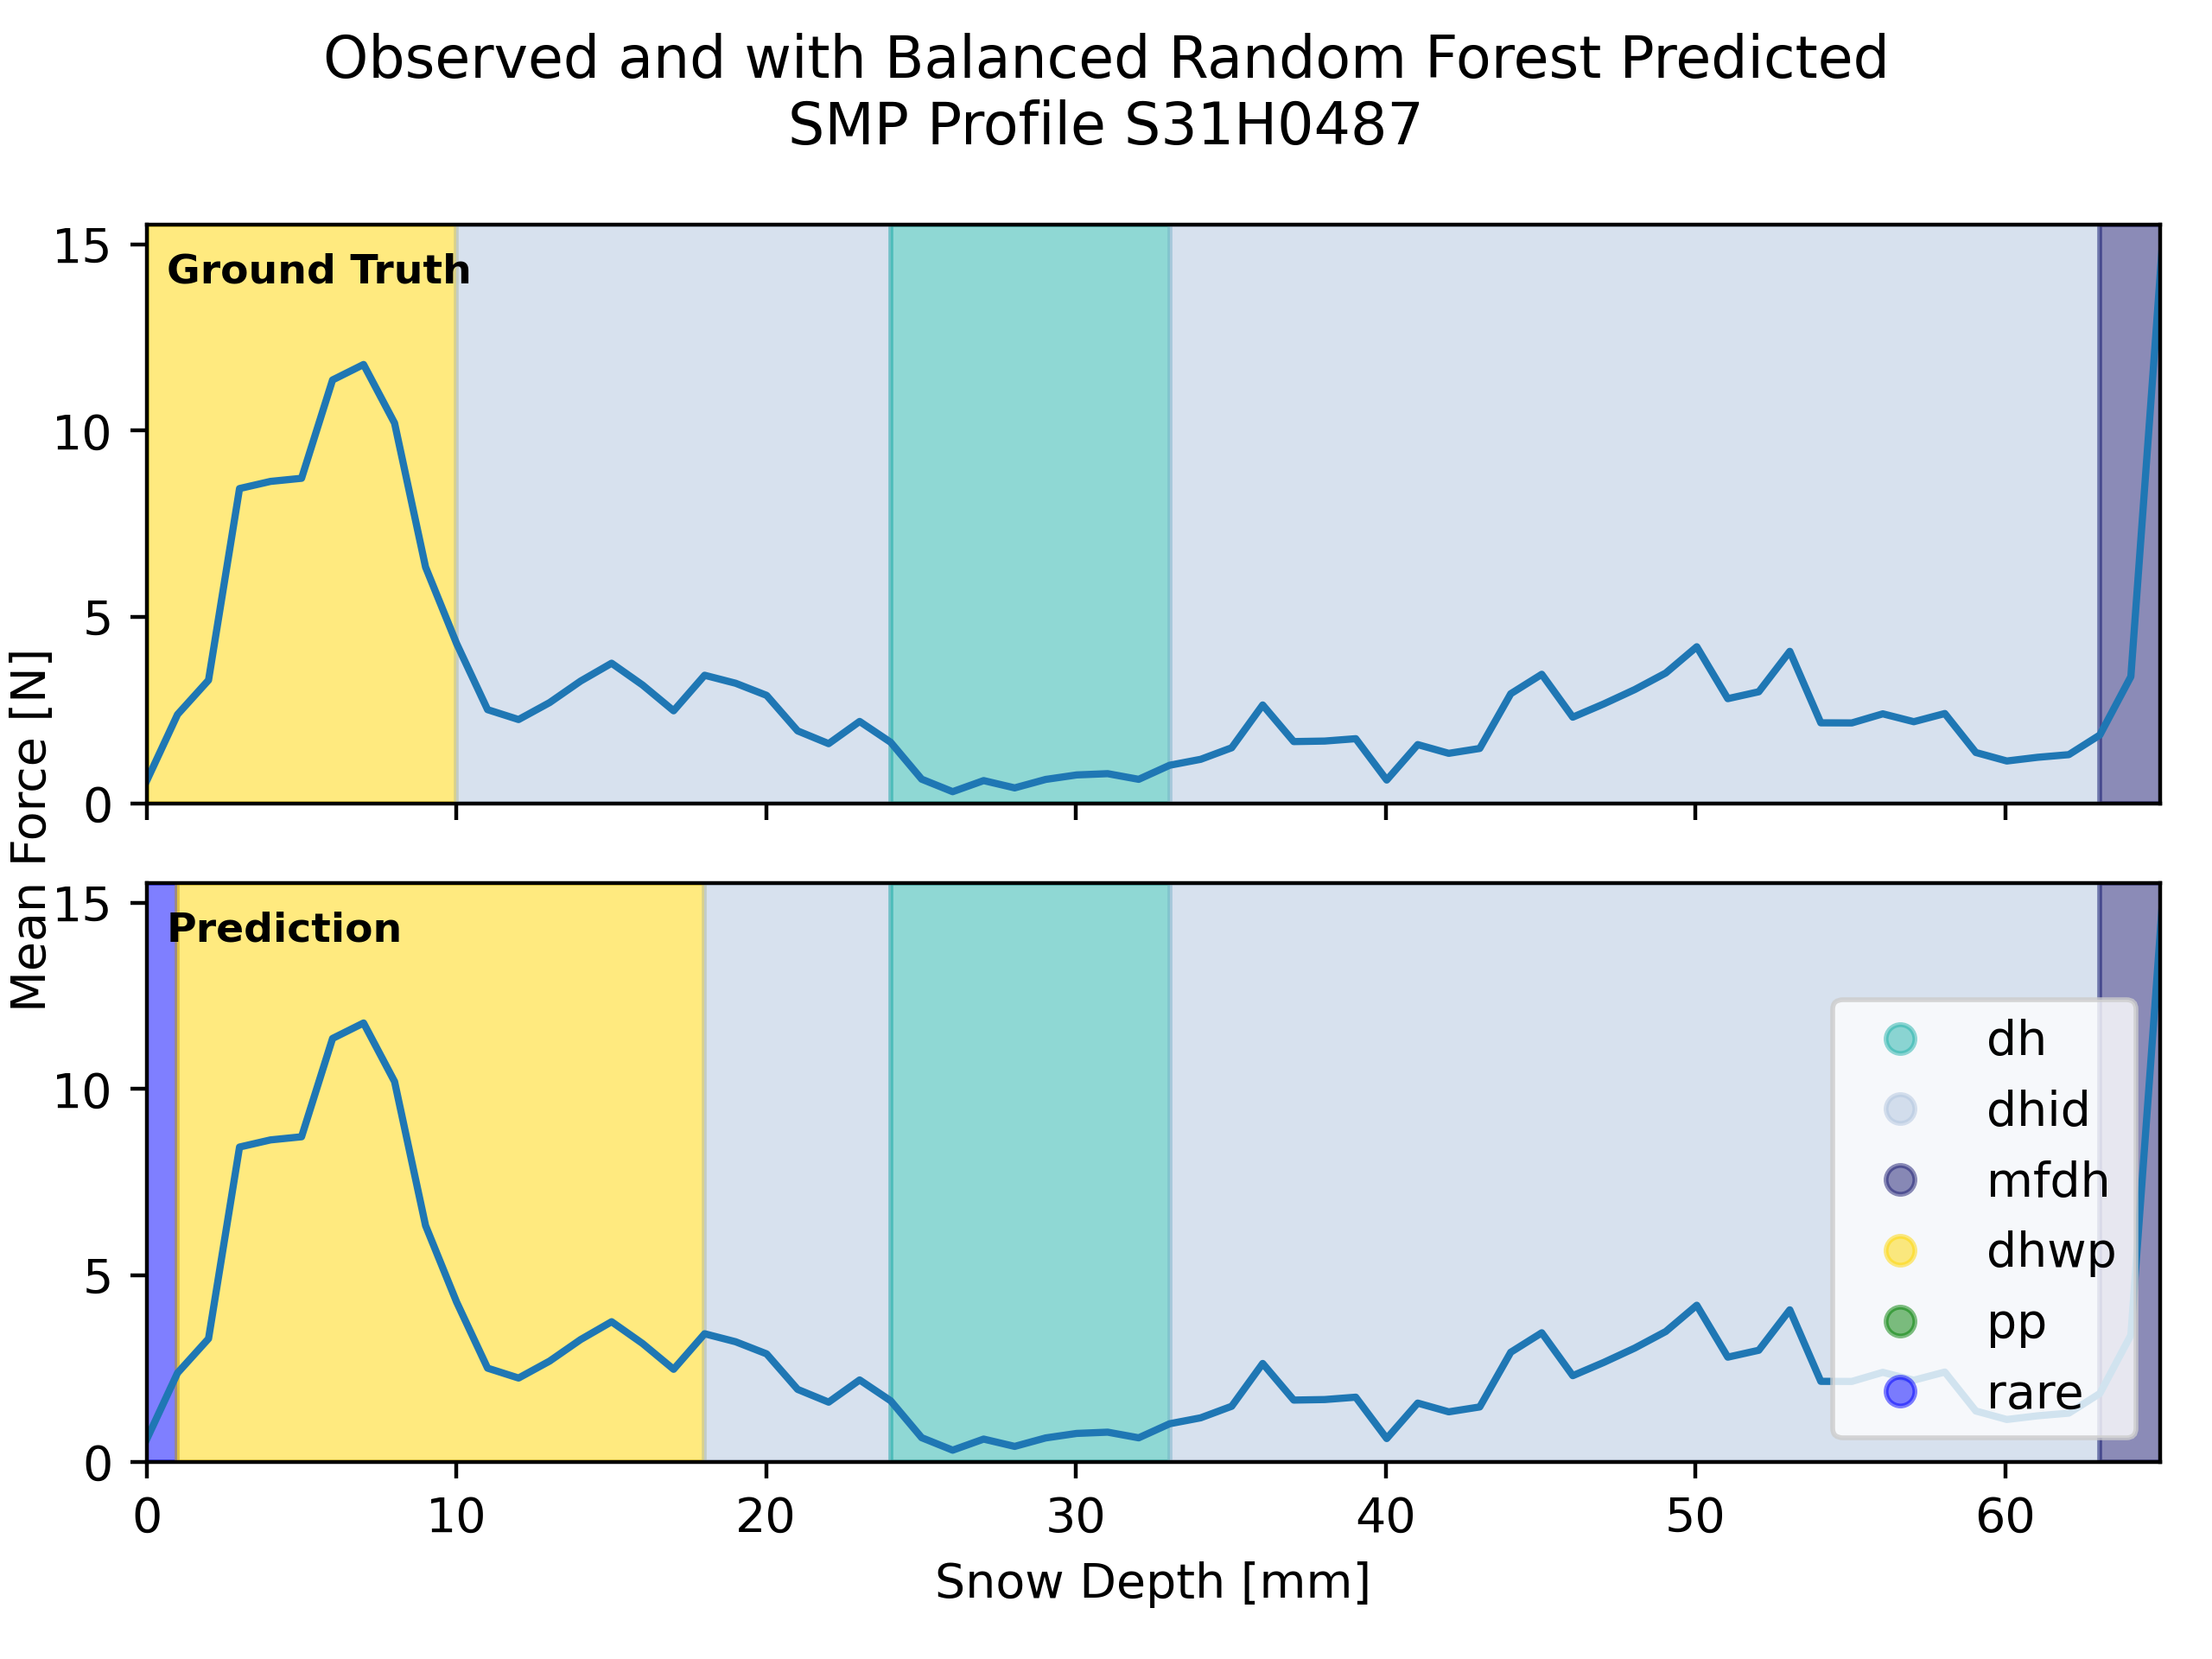 Observed and with Balanced Random Forest Predicted
SMP Profile S31H0487
Mean Force [N]
15
10
5
0
Ground Truth
15
10
5
0
Prediction
dh
dhid
mfdh
dhwp
pp
rare
0 10 20 30 40 50 60
Snow Depth [mm]